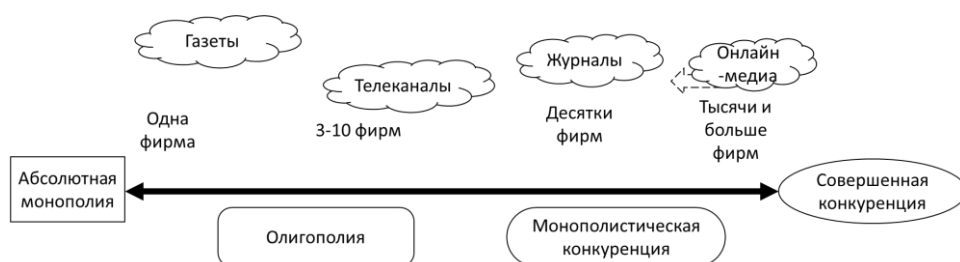 Газеты
Телеканалы
Журналы
Онлайн
-медиа
Одна
фирма
3-10 фирм
Десятки
фирм
Тысячи и
больше
фирм
Абсолютная
монополия
Совершенная
конкуренция
Олигополия
Монополистическая
конкуренция